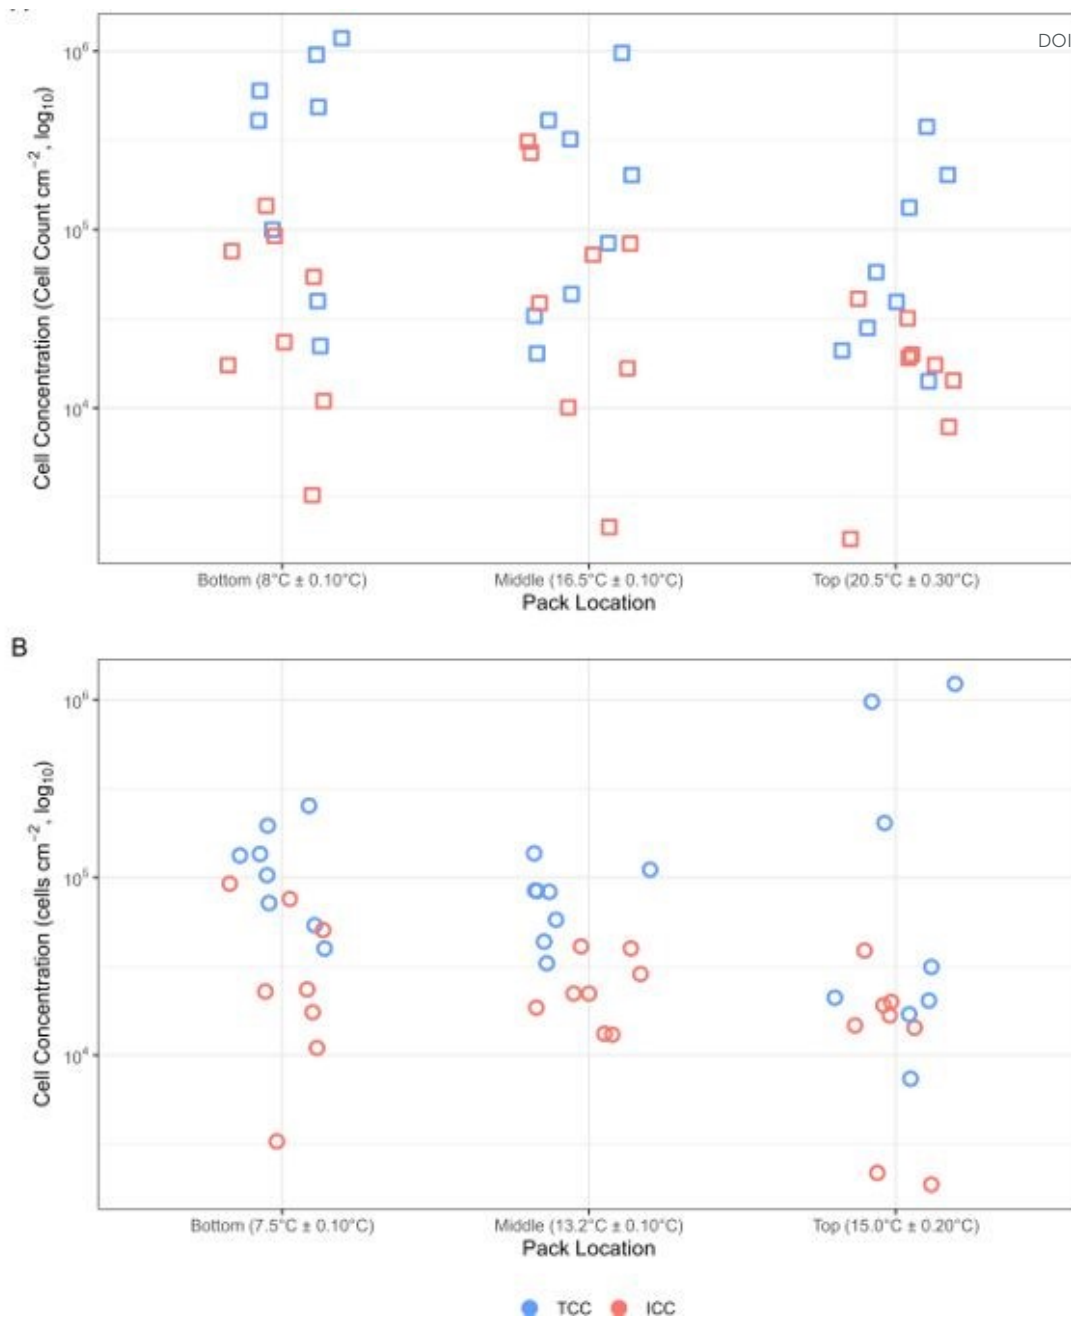 DOI
Cell Concentration (Cell Count cm⁻², log₁₀)
10⁶
10⁵
10⁴
Bottom (8°C ± 0.10°C) Middle (16.5°C ± 0.10°C) Top (20.5°C ± 0.30°C)
Pack Location
B
Cell Concentration (cells cm⁻², log₁₀)
10⁶
10⁵
10⁴
Bottom (7.5°C ± 0.10°C) Middle (13.2°C ± 0.10°C) Top (15.0°C ± 0.20°C)
Pack Location
TCC ICC